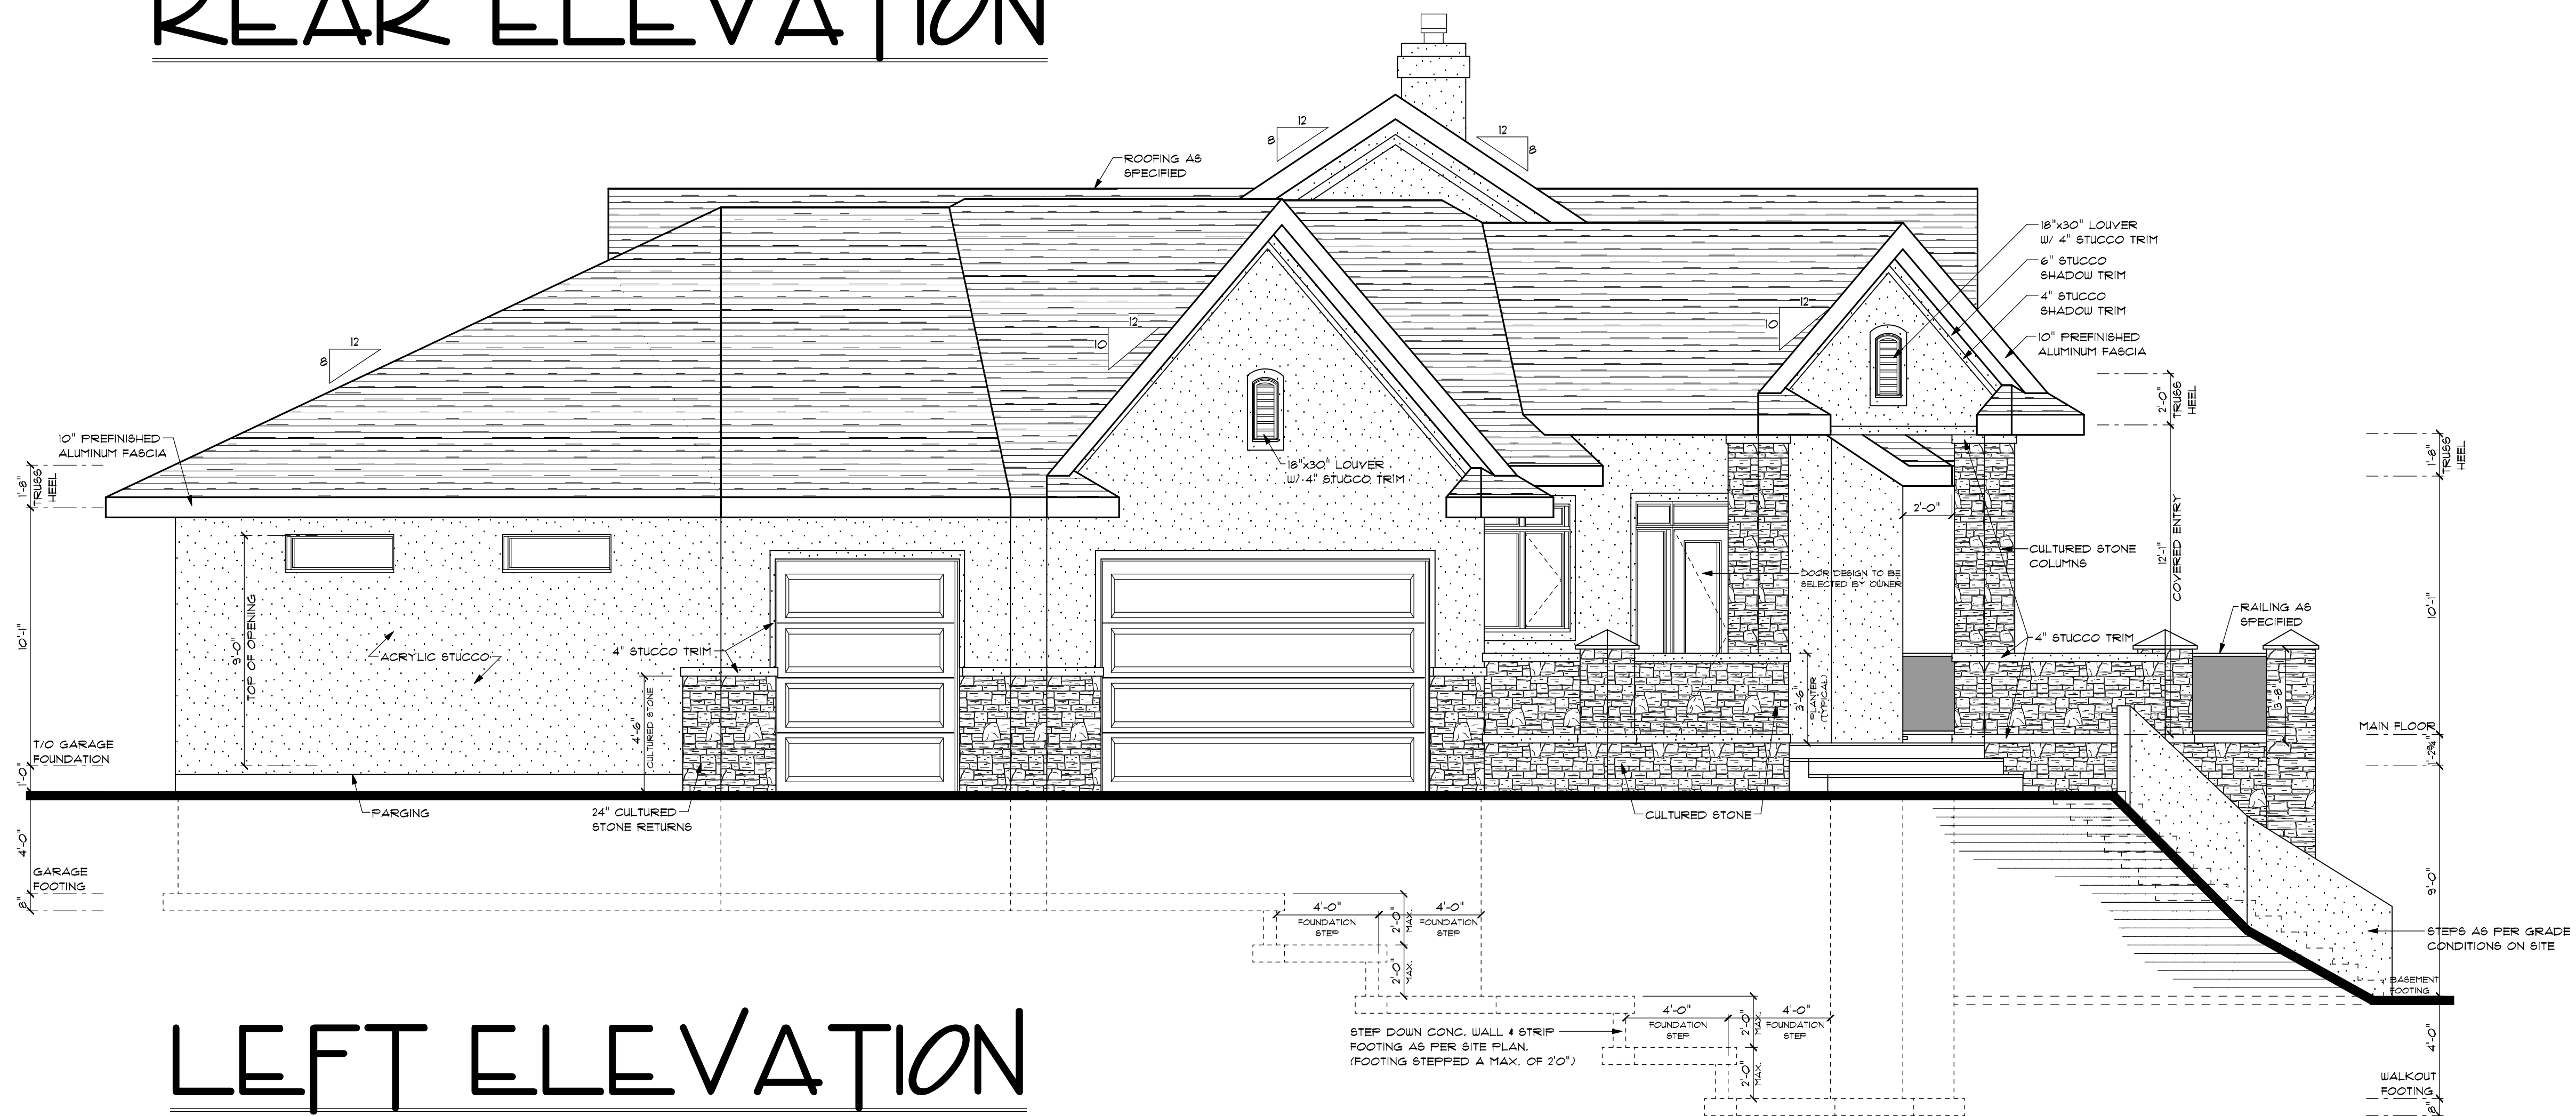 REAR ELEVATION
12
8
12
8
ROOFING AS
SPECIFIED
18"x30" LOUVER
W/ 4" STUCCO TRIM
6" STUCCO
SHADOW TRIM
4" STUCCO
SHADOW TRIM
10" PREFINISHED
ALUMINUM FASCIA
12
10
12
10
12
8
2'-0"
TRUSS
HEEL
10" PREFINISHED
ALUMINUM FASCIA
1'-8"
TRUSS
HEEL
18"x30" LOUVER
W/ 4" STUCCO TRIM
1'-8"
TRUSS
HEEL
2'-0"
12'-1"
COVERED ENTRY
CULTURED STONE
COLUMNS
DOOR DESIGN TO BE
SELECTED BY OWNER
10'-1"
9'-0"
TOP OF OPENING
ACRYLIC STUCCO
4" STUCCO TRIM
4" STUCCO TRIM
RAILING AS
SPECIFIED
10'-1"
4'-6"
CULTURED STONE
3'-6"
PLANTER
(TYPICAL)
3'-8"
MAIN FLOOR
1'-2¾"
T/O GARAGE
FOUNDATION
1'-0"
PARGING
24" CULTURED
STONE RETURNS
CULTURED STONE
4'-0"
GARAGE
FOOTING
8"
9'-0"
4'-0"
FOUNDATION
STEP
2'-0"
MAX.
4'-0"
FOUNDATION
STEP
2'-0"
MAX.
STEPS AS PER GRADE
CONDITIONS ON SITE
BASEMENT
FOOTING
LEFT ELEVATION
STEP DOWN CONC. WALL & STRIP
FOOTING AS PER SITE PLAN.
(FOOTING STEPPED A MAX. OF 2'0")
4'-0"
FOUNDATION
STEP
2'-0"
MAX.
4'-0"
FOUNDATION
STEP
2'-0"
MAX.
4'-0"
WALKOUT
FOOTING
8"